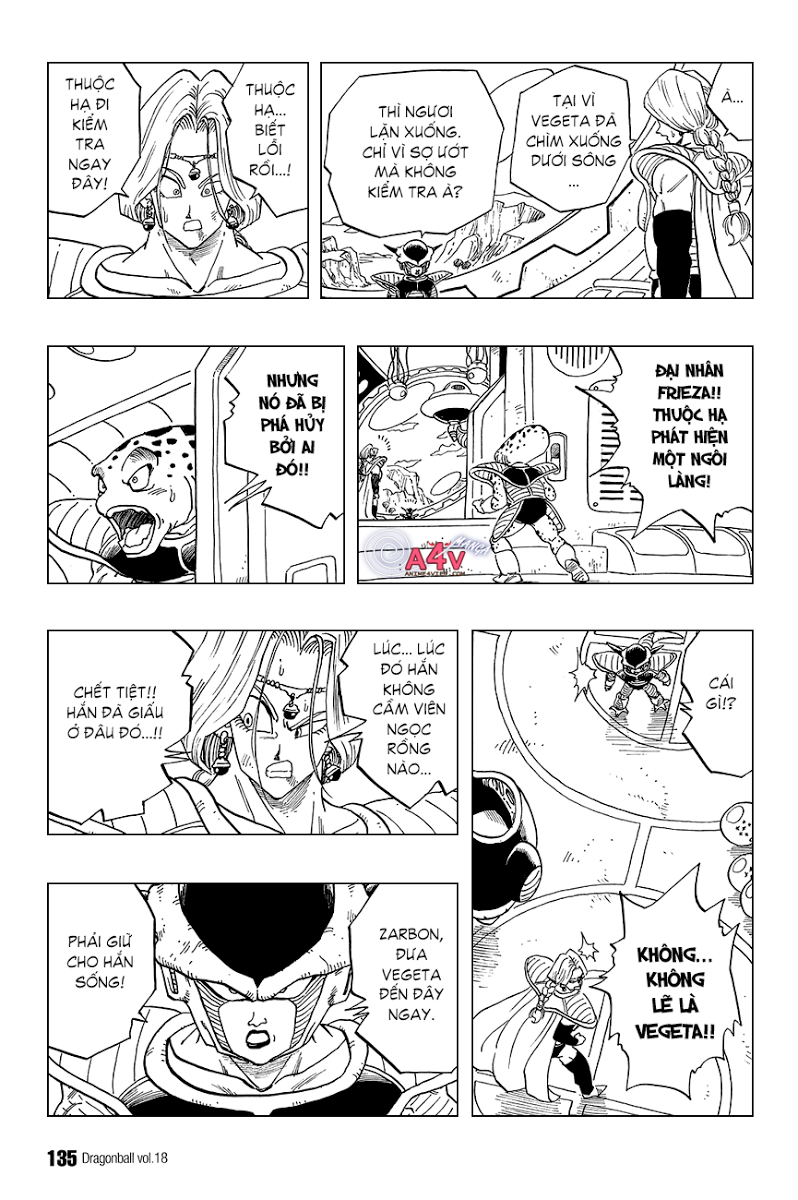 À...
TẠI VÌ
VEGETA ĐÃ
CHÌM XUỐNG
DƯỚI SÔNG
...
THÌ NGƯƠI
LẶN XUỐNG.
CHỈ VÌ SỢ ƯỚT
MÀ KHÔNG
KIỂM TRA À?
THUỘC
HẠ...
BIẾT
LỖI
RỒI...!
THUỘC
HẠ ĐI
KIỂM
TRA
NGAY
ĐÂY!
ĐẠI NHÂN
FRIEZA!!
THUỘC HẠ
PHÁT HIỆN
MỘT NGÔI
LÀNG!
NHƯNG
NÓ ĐÃ BỊ
PHÁ HỦY
BỞI AI
ĐÓ!!
MANGA
A4V
ANIME4VIET.COM
CÁI
GÌ!?
KHÔNG...
KHÔNG
LẼ LÀ
VEGETA!!
LÚC... LÚC
ĐÓ HẮN
KHÔNG
CẦM VIÊN
NGỌC
RỒNG
NÀO...
CHẾT TIỆT!!
HẮN ĐÃ GIẤU
Ở ĐÂU ĐÓ...!!
ZARBON,
ĐƯA
VEGETA
ĐẾN ĐÂY
NGAY.
PHẢI GIỮ
CHO HẮN
SỐNG!
135 Dragonball vol.18